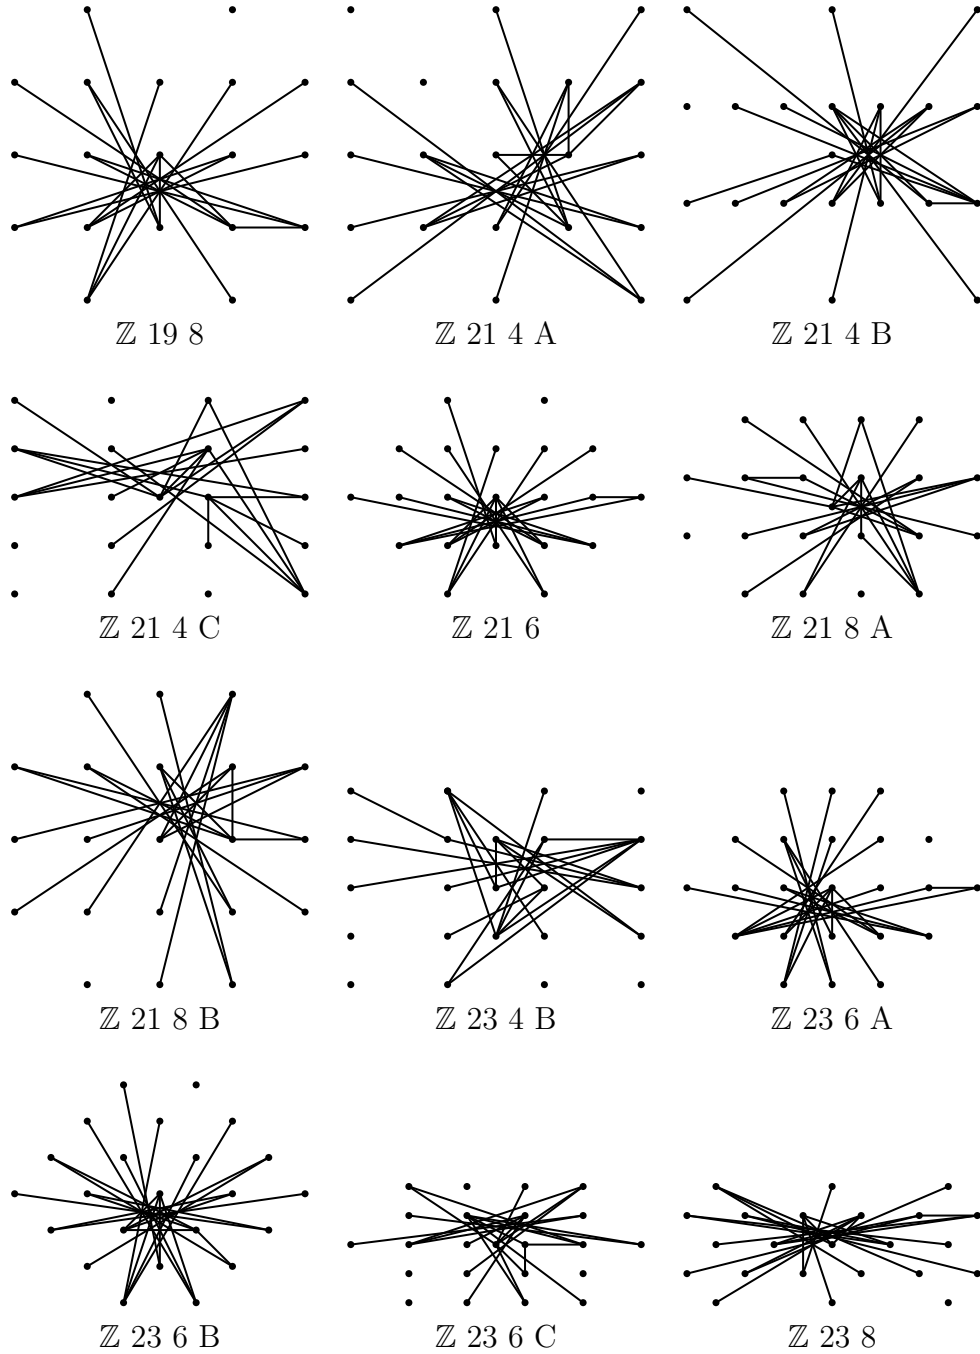 ℤ 19 8
ℤ 21 4 A
ℤ 21 4 B
ℤ 21 4 C
ℤ 21 6
ℤ 21 8 A
ℤ 21 8 B
ℤ 23 4 B
ℤ 23 6 A
ℤ 23 6 B
ℤ 23 6 C
ℤ 23 8